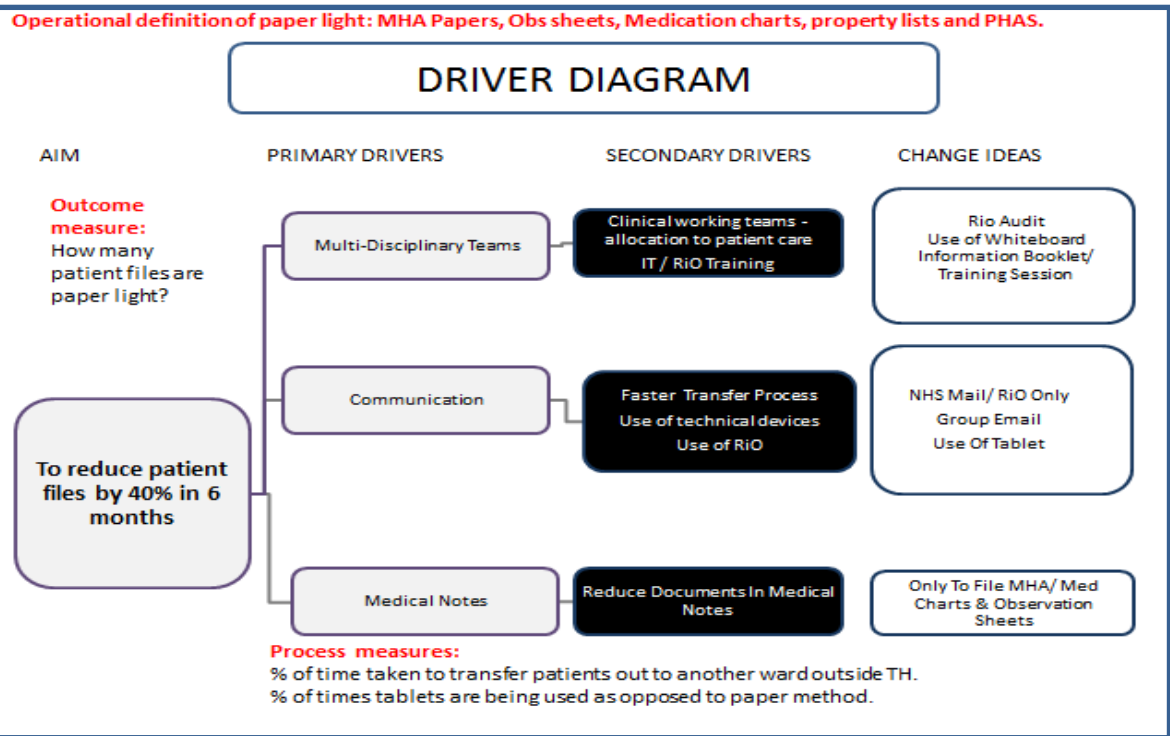 Operational definition of paper light: MHA Papers, Obs sheets, Medication charts, property lists and PHAS.
DRIVER DIAGRAM
AIM
PRIMARY DRIVERS
SECONDARY DRIVERS
CHANGE IDEAS
Outcome
measure:
How many
patient files are
paper light?
To reduce patient
files by 40% in 6
months
Multi-Disciplinary Teams
Clinical working teams -
allocation to patient care
IT / RiO Training
Rio Audit
Use of Whiteboard
Information Booklet/
Training Session
Communication
Faster Transfer Process
Use of technical devices
Use of RiO
NHS Mail/ RiO Only
Group Email
Use Of Tablet
Medical Notes
Reduce Documents In Medical
Notes
Only To File MHA/ Med
Charts & Observation
Sheets
Process measures:
% of time taken to transfer patients out to another ward outside TH.
% of times tablets are being used as opposed to paper method.